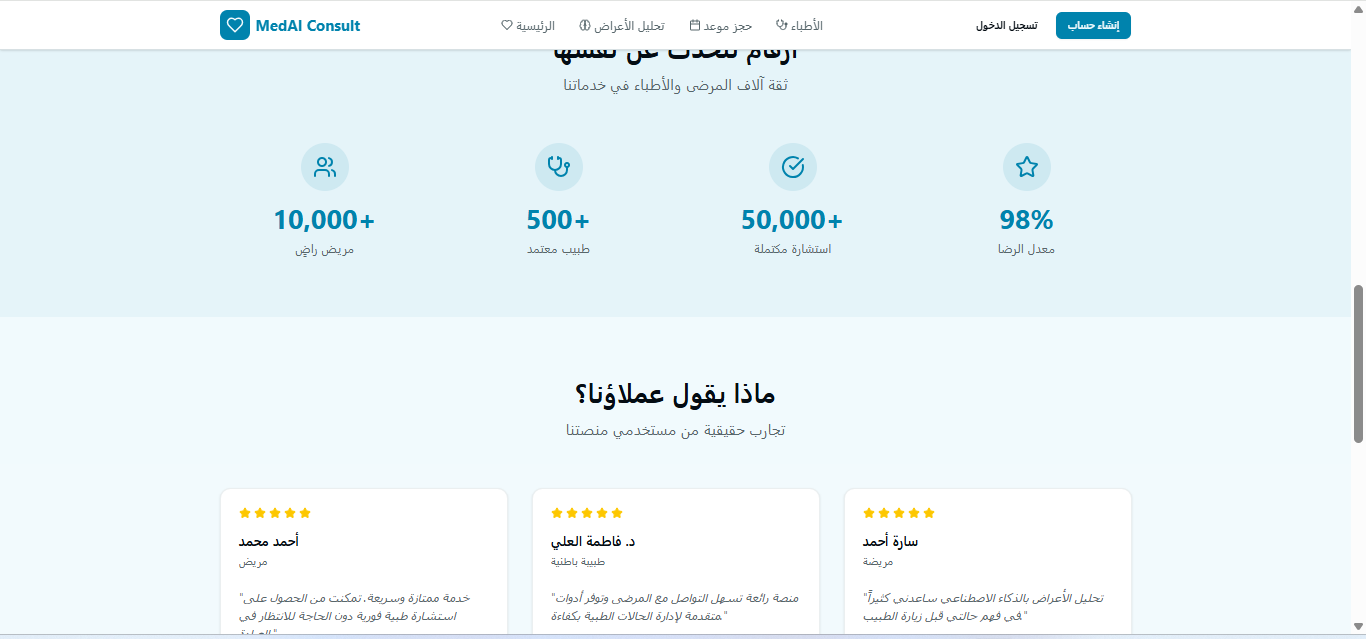 MedAI Consult
الرئيسية
تحليل الأعراض
حجز موعد
الأطباء
تسجيل الدخول
إنشاء حساب
أرقام تتحدث عن نفسها
ثقة آلاف المرضى والأطباء في خدماتنا
10,000+
500+
50,000+
98%
مريض راضٍ
طبيب معتمد
استشارة مكتملة
معدل الرضا
ماذا يقول عملاؤنا؟
تجارب حقيقية من مستخدمي منصتنا
أحمد محمد
مريض
"خدمة ممتازة وسريعة. تمكنت من الحصول على
استشارة طبية فورية دون الحاجة للانتظار في
د. فاطمة العلي
طبيبة باطنية
"منصة رائعة تسهل التواصل مع المرضى وتوفر أدوات
متقدمة لإدارة الحالات الطبية بكفاءة."
سارة أحمد
مريضة
"تحليل الأعراض بالذكاء الاصطناعي ساعدني كثيراً
في فهم حالتي قبل زيارة الطبيب."